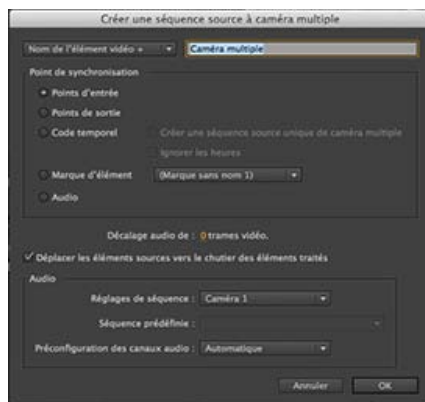 Créer une séquence source à caméra multiple
Nom de l'élément vidéo + Caméra multiple
Point de synchronisation
Points d'entrée
Points de sortie
Code temporel Créer une séquence source unique de caméra multiple
Ignorer les heures
Marque d'élément (Marque sans nom 1)
Audio
Décalage audio de : 0 trames vidéo.
Déplacer les éléments sources vers le chutier des éléments traités
Audio
Réglages de séquence : Caméra 1
Séquence prédéfinie :
Préconfiguration des canaux audio : Automatique
Annuler OK